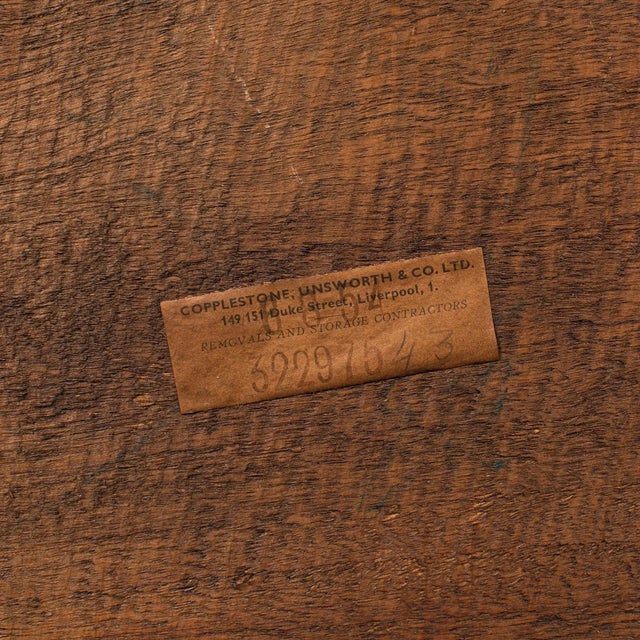 COPPLESTONE, UNSWORTH & CO. LTD.
149 151 Duke Street, Liverpool, 1.
REMOVALS AND STORAGE CONTRACTORS
3229754 3